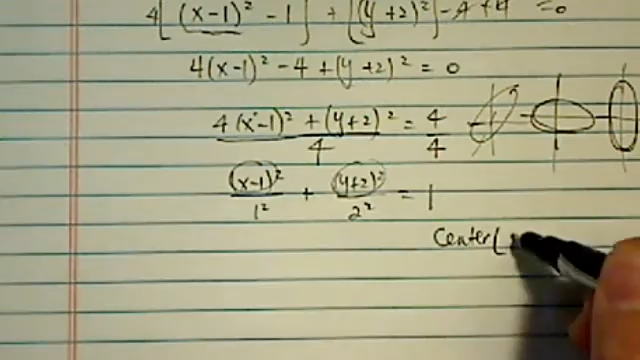 4[(x-1)² - 1] + [(y+2)²] - 4 + 4 = 0
4(x-1)² - 4 + (y+2)² = 0
4(x-1)² + (y+2)² = 4
4 4
(x-1)² + (y+2)² = 1
1² 2²
Center(